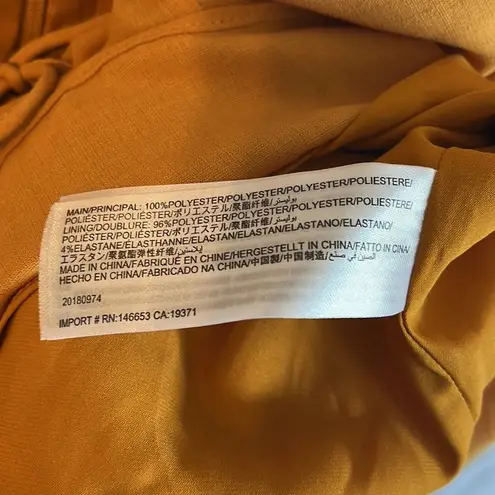 MAIN/PRINCIPAL: 100%POLYESTER/POLYESTER/POLYESTER/POLIESTERE/
POLIÉSTER/POLIÉSTER/ポリエステル/聚酯纤维/بوليستر/
LINING/DOUBLURE: 96%POLYESTER/POLYESTER/POLYESTER/POLIESTERE/
POLIÉSTER/POLIÉSTER/ポリエステル/聚酯纤维/بوليستر/
4%ELASTANE/ÉLASTHANNE/ELASTAN/ELASTAN/ELASTANO/ELASTANO/
エラスタン/聚氨酯弹性纤维/إيلاستين/
MADE IN CHINA/FABRIQUÉ EN CHINE/HERGESTELLT IN CHINA/FATTO IN CINA/
HECHO EN CHINA/FABRICADO NA CHINA/中国製/中国制造/الصين في صنع/
20180974
IMPORT # RN:146653 CA:19371